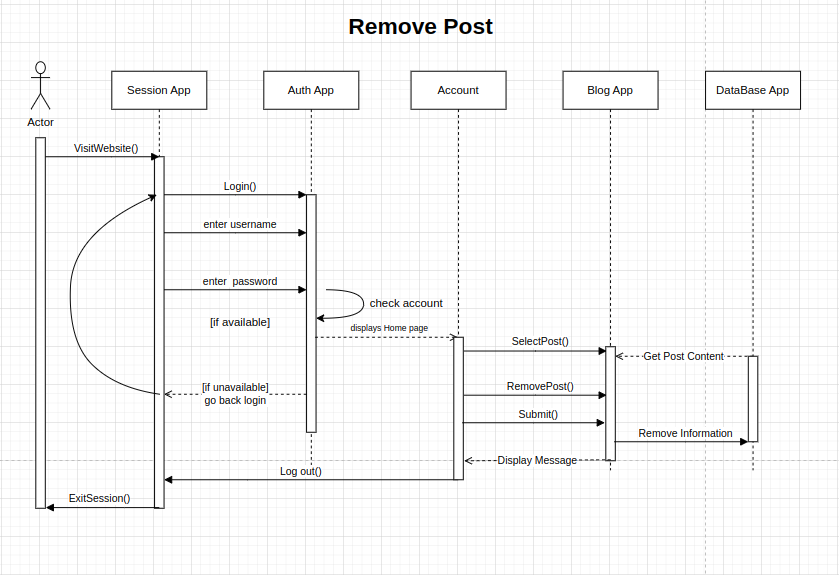 Remove Post
Session App
Auth App
Account
Blog App
DataBase App
Actor
VisitWebsite()
Login()
enter username
enter  password
check account
[if available]
displays Home page
SelectPost()
Get Post Content
[if unavailable]
go back login
RemovePost()
Submit()
Remove Information
Display Message
Log out()
ExitSession()